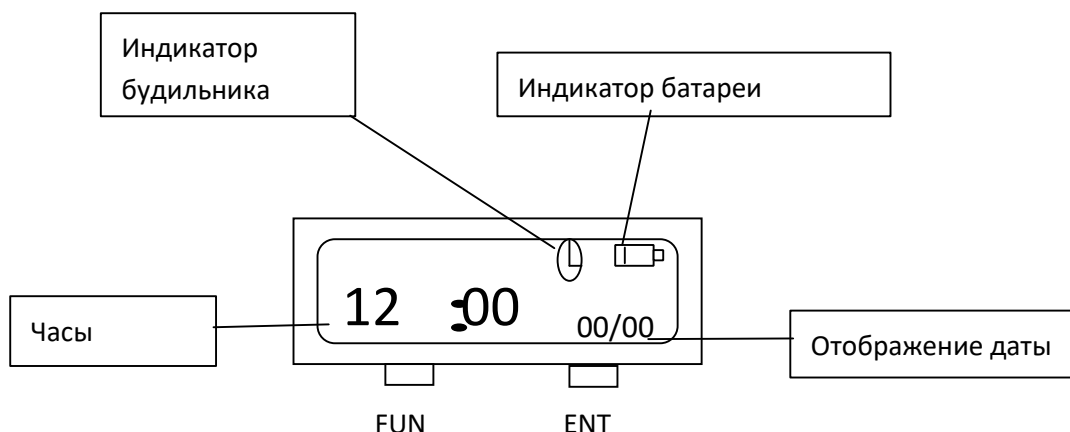 Индикатор
будильника
Индикатор батареи
12 :00
00/00
Часы
Отображение даты
FUN
ENT